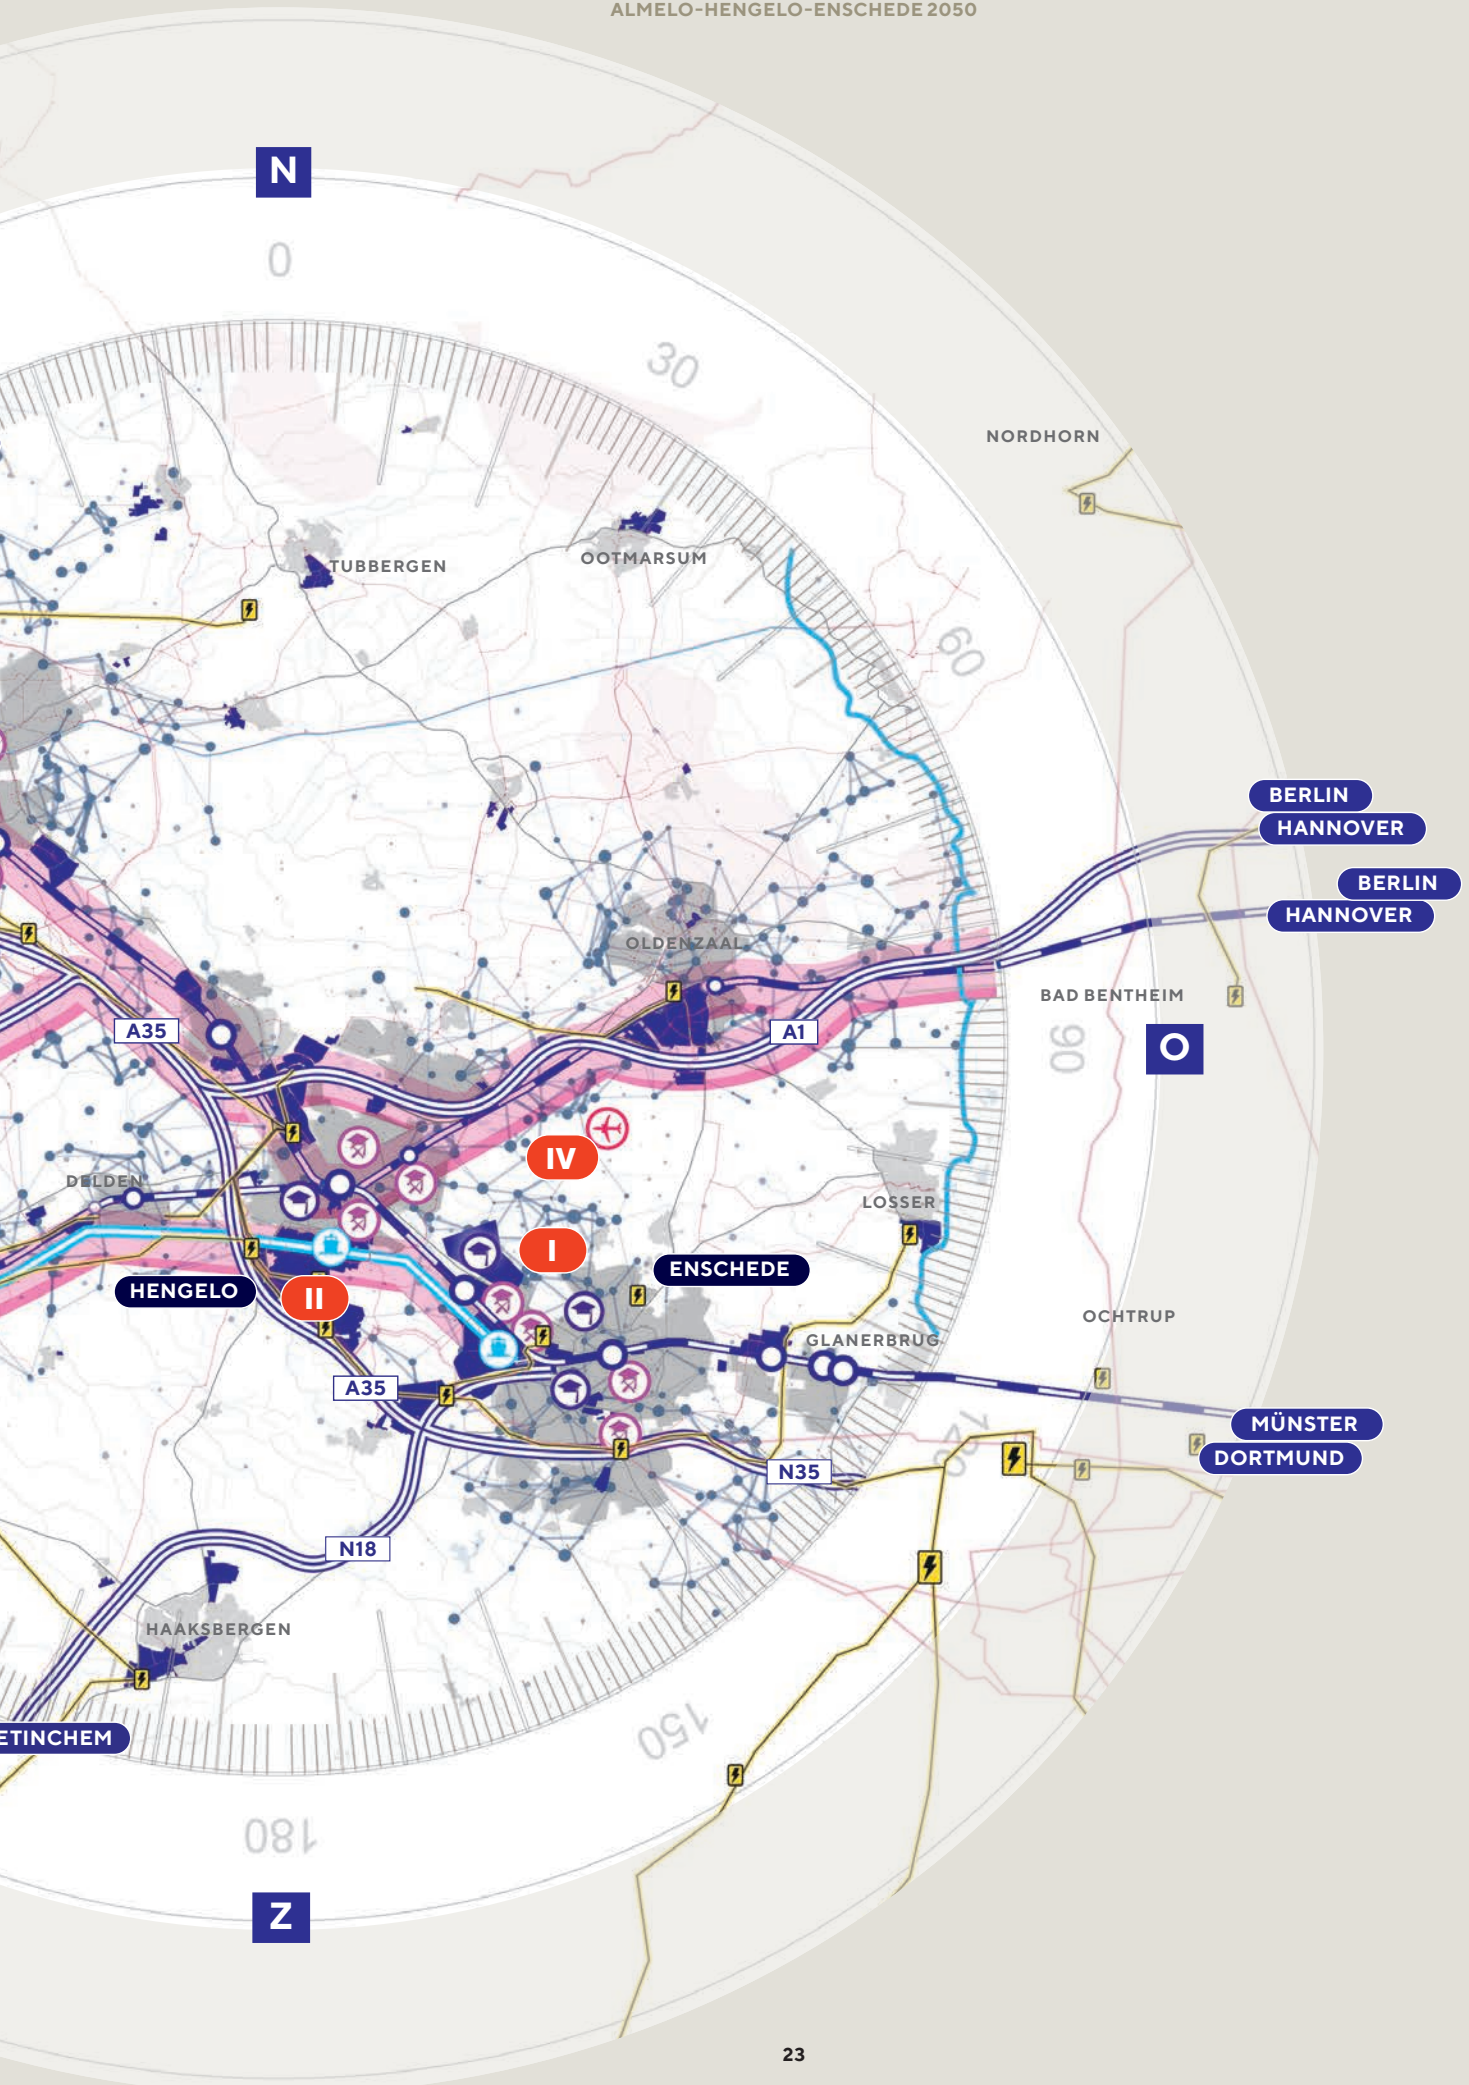 ALMELO-HENGELO-ENSCHEDE 2050
N
0
30
NORDHORN
OOTMARSUM
TUBBERGEN
60
BERLIN
HANNOVER
BERLIN
HANNOVER
OLDENZAAL
BAD BENTHEIM
A35
A1
90
O
IV
DELDEN
LOSSER
I
ENSCHEDE
HENGELO
II
OCHTRUP
GLANERBRUG
A35
MÜNSTER
120
DORTMUND
N35
N18
HAAKSBERGEN
150
ETINCHEM
180
Z
23